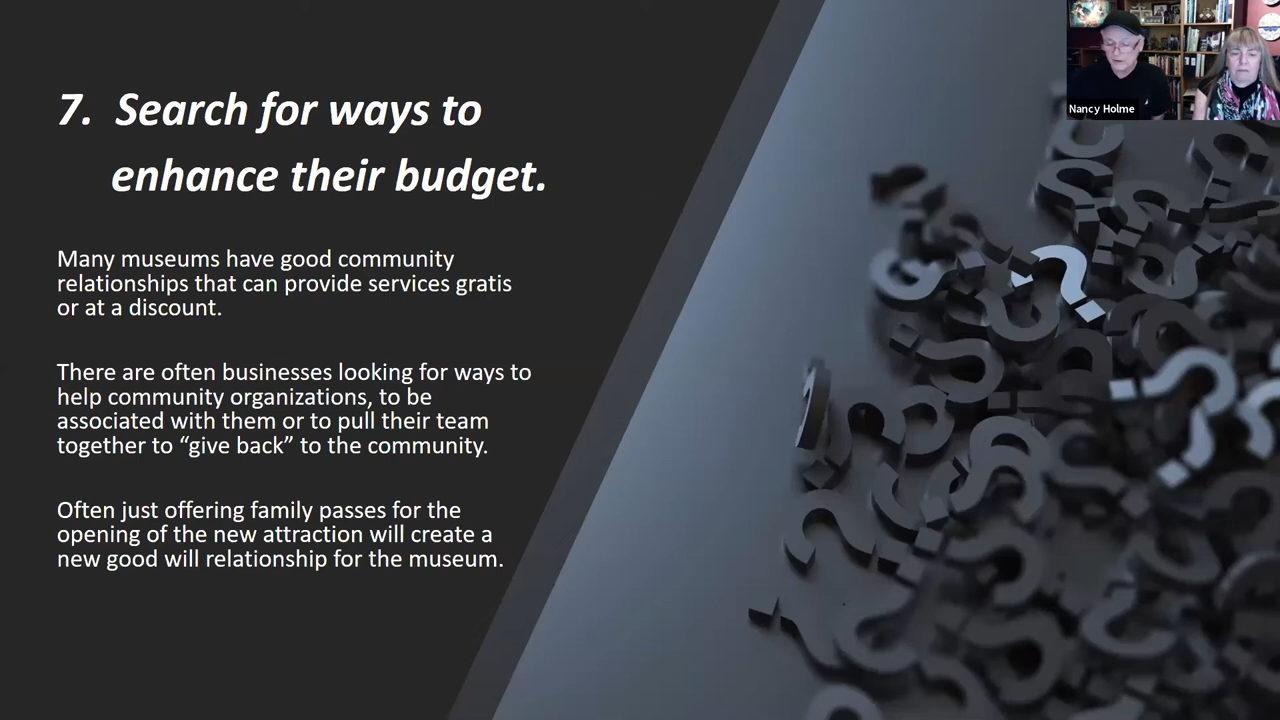 7. Search for ways to
enhance their budget.
Many museums have good community
relationships that can provide services gratis
or at a discount.
There are often businesses looking for ways to
help community organizations, to be
associated with them or to pull their team
together to “give back” to the community.
Often just offering family passes for the
opening of the new attraction will create a
new good will relationship for the museum.
Nancy Holme